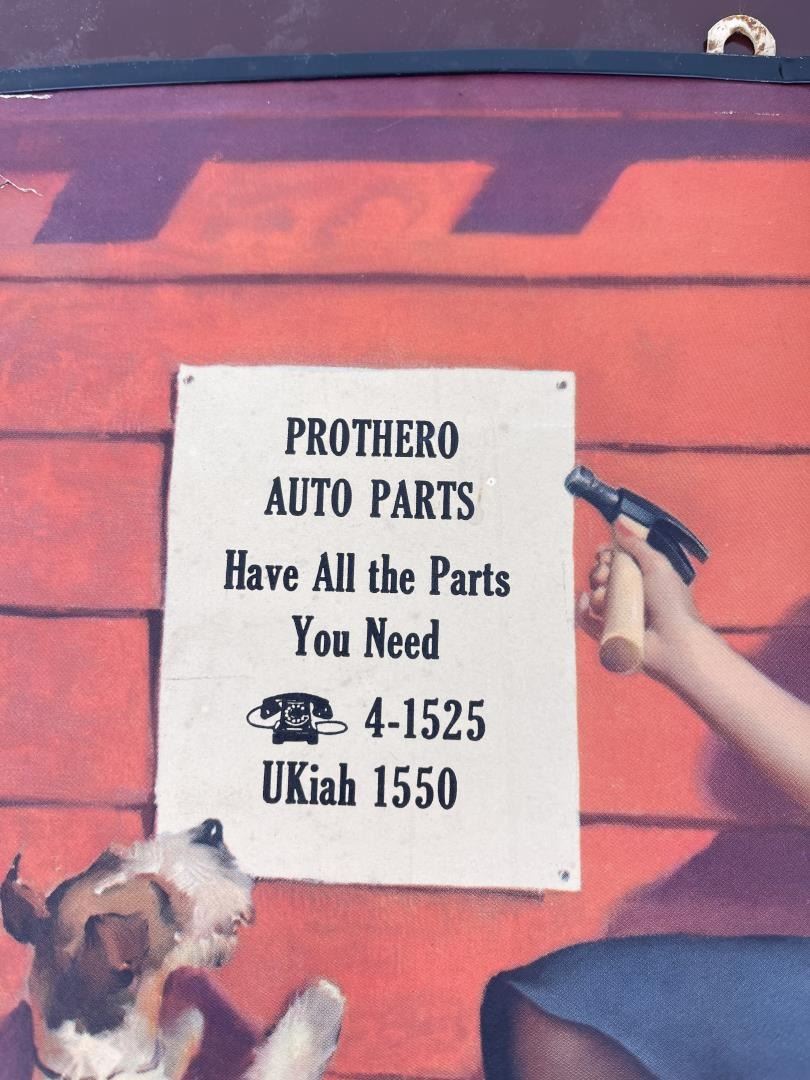 PROTHERO
AUTO PARTS
Have All the Parts
You Need
4-1525
UKiah 1550